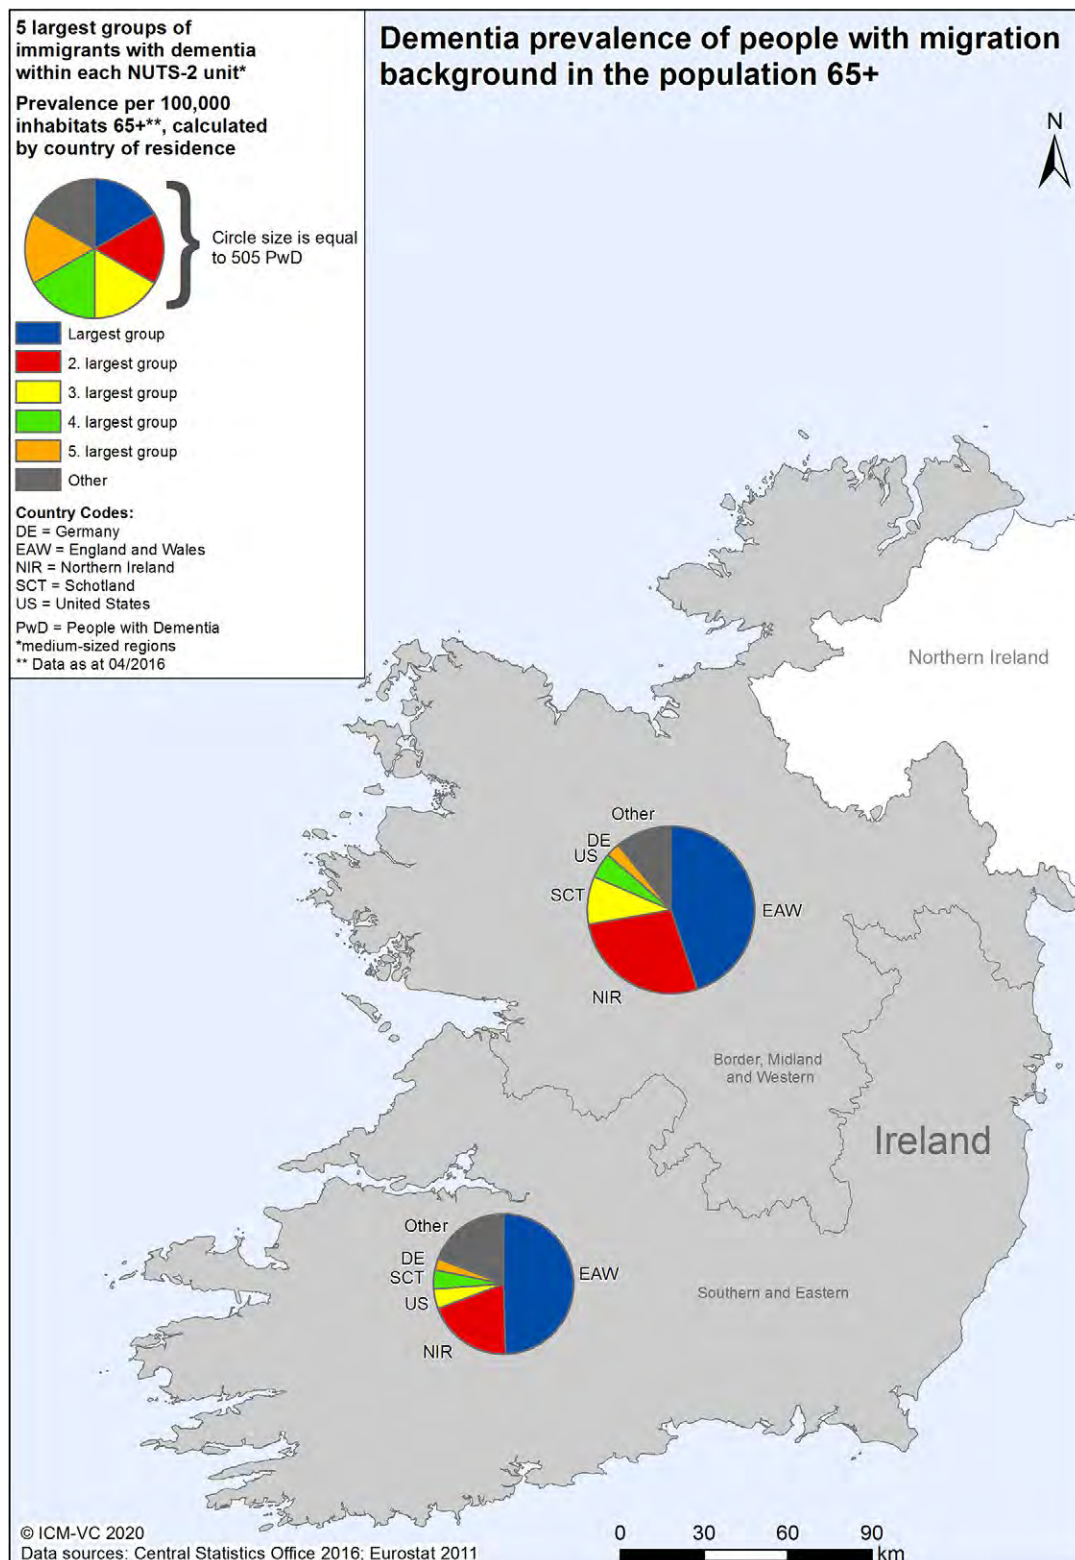 5 largest groups of
immigrants with dementia
within each NUTS-2 unit*
Prevalence per 100,000
inhabitats 65+**, calculated
by country of residence
Circle size is equal
to 505 PwD
Largest group
2. largest group
3. largest group
4. largest group
5. largest group
Other
Country Codes:
DE = Germany
EAW = England and Wales
NIR = Northern Ireland
SCT = Schotland
US = United States
PwD = People with Dementia
*medium-sized regions
** Data as at 04/2016
Dementia prevalence of people with migration
background in the population 65+
N
Northern Ireland
Other
DE
US
SCT
EAW
NIR
Border, Midland
and Western
Ireland
Other
DE
SCT
US
EAW
NIR
Southern and Eastern
© ICM-VC 2020
Data sources: Central Statistics Office 2016; Eurostat 2011
0 30 60 90
km